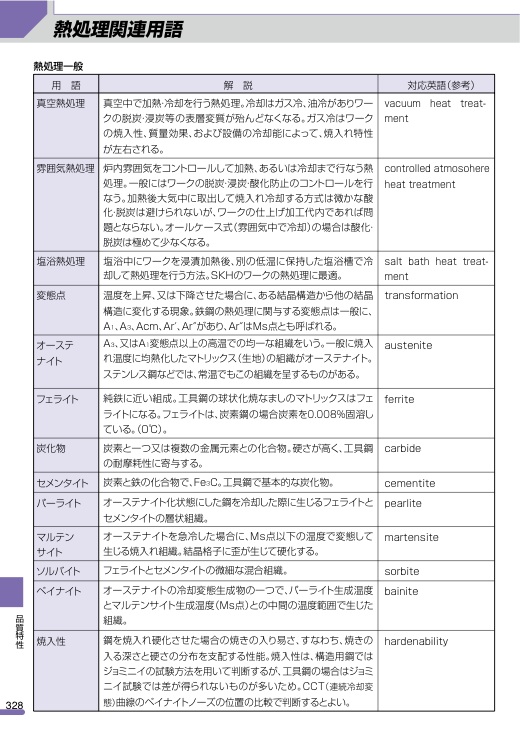 熱処理関連用語
熱処理一般
用　語
解　説
対応英語(参考)
真空熱処理
真空中で加熱·冷却を行う熱処理。冷却はガス冷、油冷がありワー
クの脱炭·浸炭等の表層変質が殆んどなくなる。ガス冷はワーク
の焼入性、質量効果、および設備の冷却能によって、焼入れ特性
が左右される。
vacuum heat treat-
ment
雰囲気熱処理
炉内雰囲気をコントロールして加熱、あるいは冷却まで行なう熱
処理。一般にはワークの脱炭·浸炭·酸化防止のコントロールを行
なう。加熱後大気中に取出して焼入れ冷却する方式は微かな酸
化·脱炭は避けられないが、ワークの仕上げ加工代内であれば問
題とならない。オールケース式(雰囲気中で冷却)の場合は酸化·
脱炭は極めて少なくなる。
controlled atmosohere
heat treatment
塩浴熱処理
塩浴中にワークを浸漬加熱後、別の低温に保持した塩浴槽で冷
却して熱処理を行う方法。SKHのワークの熱処理に最適。
salt bath heat treat-
ment
変態点
温度を上昇、又は下降させた場合に、ある結晶構造から他の結晶
構造に変化する現象。鉄鋼の熱処理に関与する変態点は一般に、
A1、A3、Acm、Ar′、Ar″があり、Ar″はMs点とも呼ばれる。
transformation
オーステ
ナイト
A3、又はA1変態点以上の高温での均一な組織をいう。一般に焼入
れ温度に均熱化したマトリックス(生地)の組織がオーステナイト。
ステンレス鋼などでは、常温でもこの組織を呈するものがある。
austenite
フェライト
純鉄に近い組成。工具鋼の球状化焼なましのマトリックスはフェ
ライトになる。フェライトは、炭素鋼の場合炭素を0.008%固溶し
ている。(0℃)。
ferrite
炭化物
炭素と一つ又は複数の金属元素との化合物。硬さが高く、工具鋼
の耐摩耗性に寄与する。
carbide
セメンタイト
炭素と鉄の化合物で、Fe3C。工具鋼で基本的な炭化物。
cementite
パーライト
オーステナイト化状態にした鋼を冷却した際に生じるフェライトと
セメンタイトの層状組織。
pearlite
マルテン
サイト
オーステナイトを急冷した場合に、Ms点以下の温度で変態して
生じる焼入れ組織。結晶格子に歪が生じて硬化する。
martensite
ソルバイト
フェライトとセメンタイトの微細な混合組織。
sorbite
ベイナイト
オーステナイトの冷却変態生成物の一つで、パーライト生成温度
とマルテンサイト生成温度(Ms点)との中間の温度範囲で生じた
組織。
bainite
焼入性
鋼を焼入れ硬化させた場合の焼きの入り易さ、すなわち、焼きの
入る深さと硬さの分布を支配する性能。焼入性は、構造用鋼では
ジョミニイの試験方法を用いて判断するが、工具鋼の場合はジョミ
ニイ試験では差が得られないものが多いため。CCT(連続冷却変
態)曲線のベイナイトノーズの位置の比較で判断するとよい。
hardenability
品質特性
328